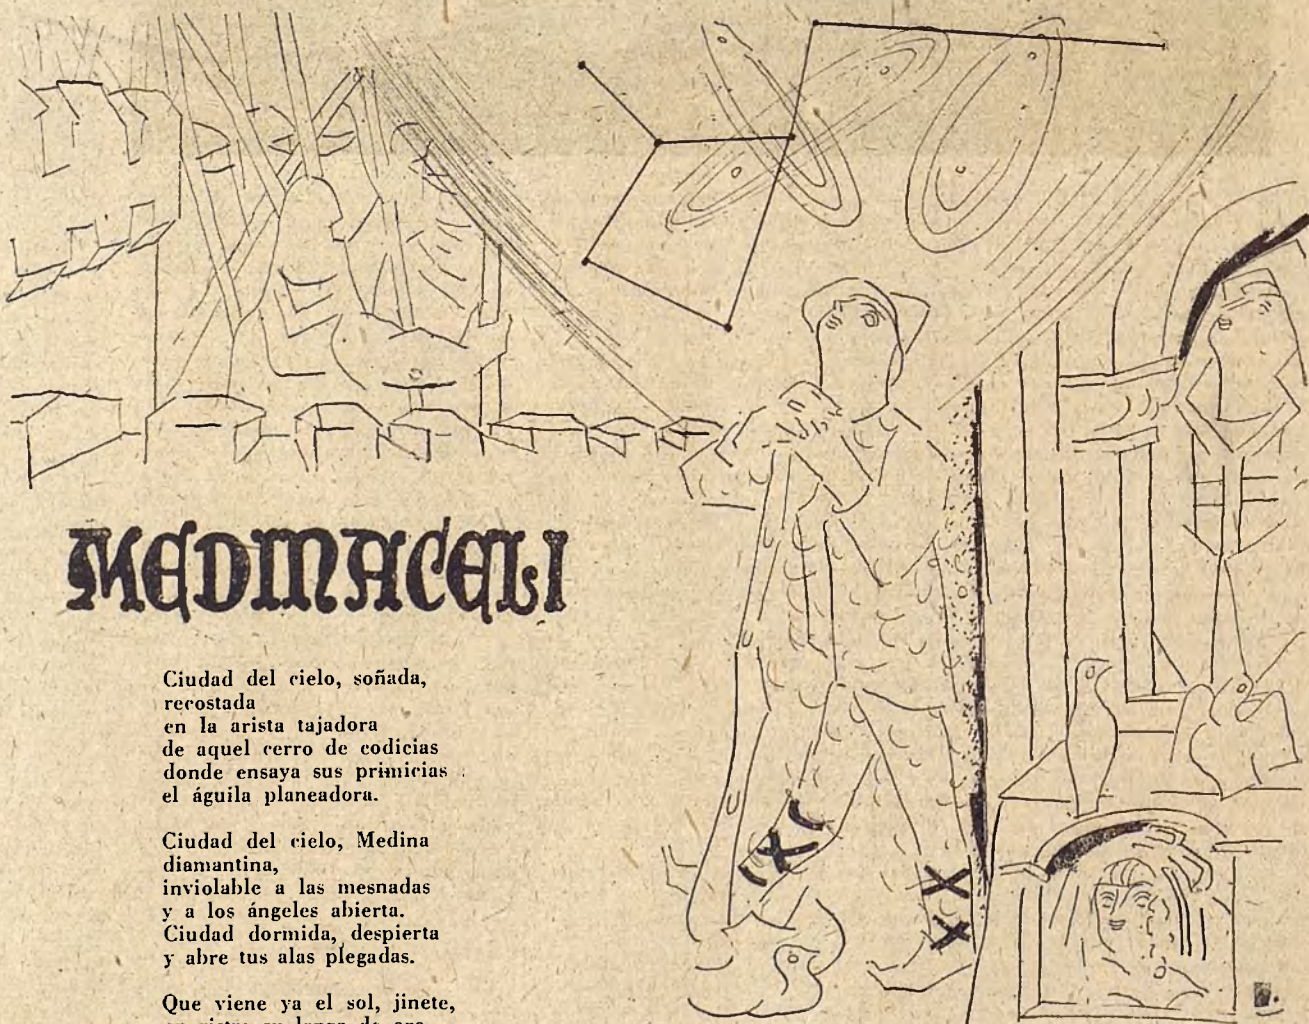 MEDINACELI
Ciudad del cielo, soñada,
recostada
en la arista tajadora
de aquel cerro de codicias
donde ensaya sus primicias
el águila planeadora.
Ciudad del cielo, Medina
diamantina,
inviolable a las mesnadas
y a los ángeles abierta.
Ciudad dormida, despierta
y abre tus alas plegadas.
Que viene ya el sol, jinete,